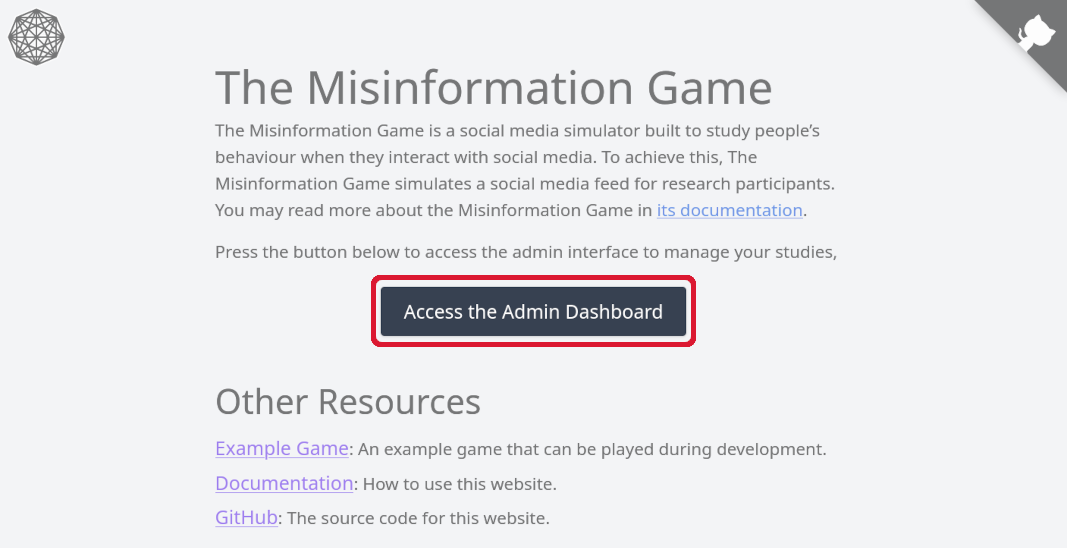 The Misinformation Game
The Misinformation Game is a social media simulator built to study people’s
behaviour when they interact with social media. To achieve this, The
Misinformation Game simulates a social media feed for research participants.
You may read more about the Misinformation Game in its documentation.
Press the button below to access the admin interface to manage your studies,
Access the Admin Dashboard
Other Resources
Example Game: An example game that can be played during development.
Documentation: How to use this website.
GitHub: The source code for this website.